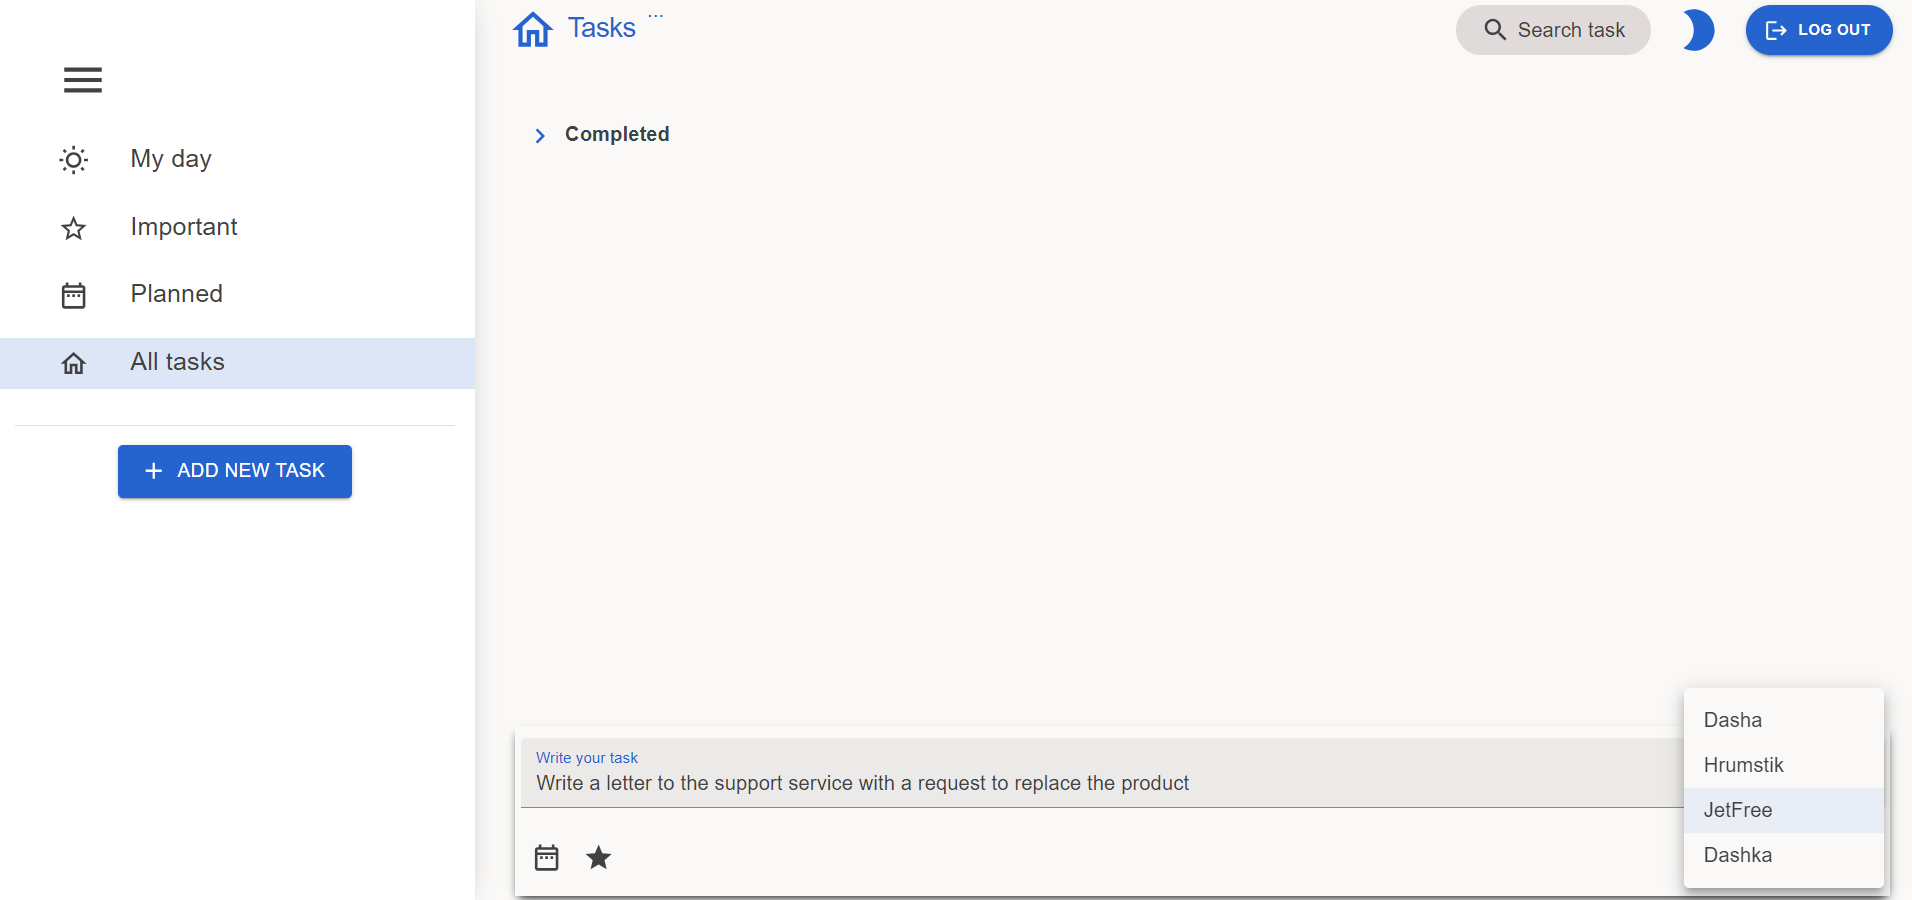 Tasks ...
Search task
LOG OUT
My day
Important
Planned
All tasks
ADD NEW TASK
Completed
Write your task
Write a letter to the support service with a request to replace the product
Dasha
Hrumstik
JetFree
Dashka